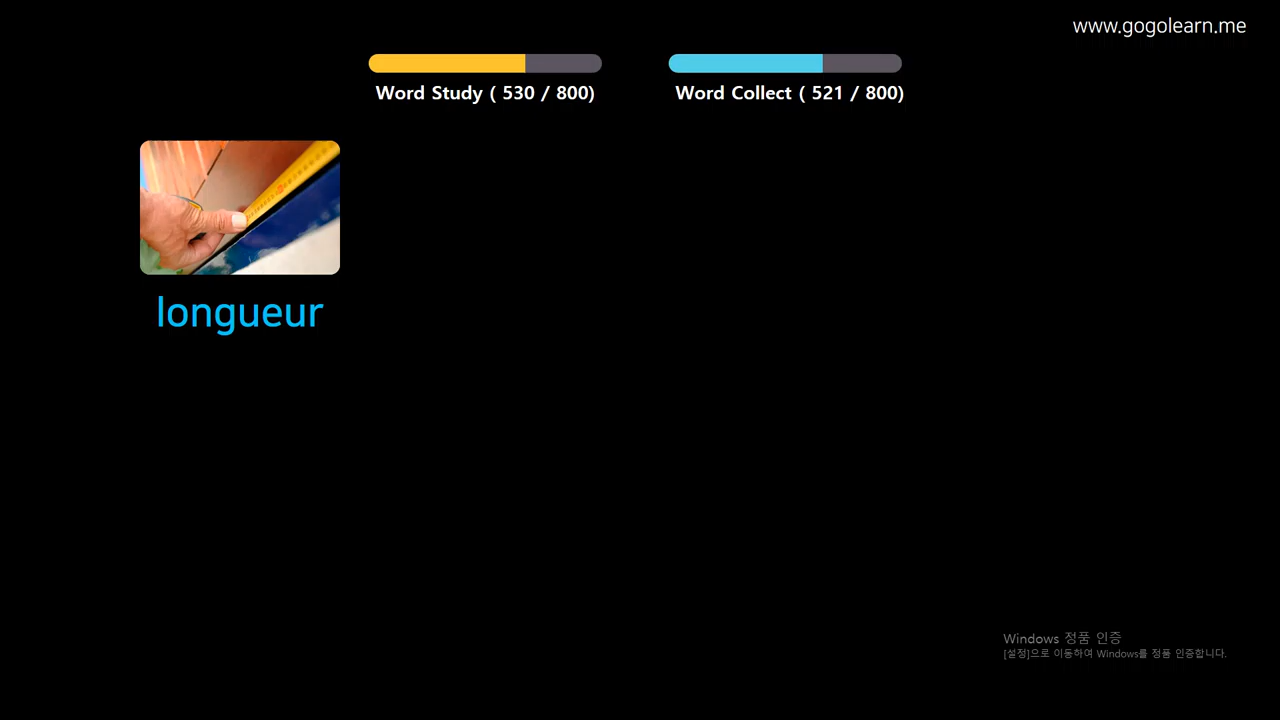 www.gogolearn.me
Word Study ( 530 / 800)
Word Collect ( 521 / 800)
longueur
Windows 정품 인증
[설정]으로 이동하여 Windows를 정품 인증합니다.